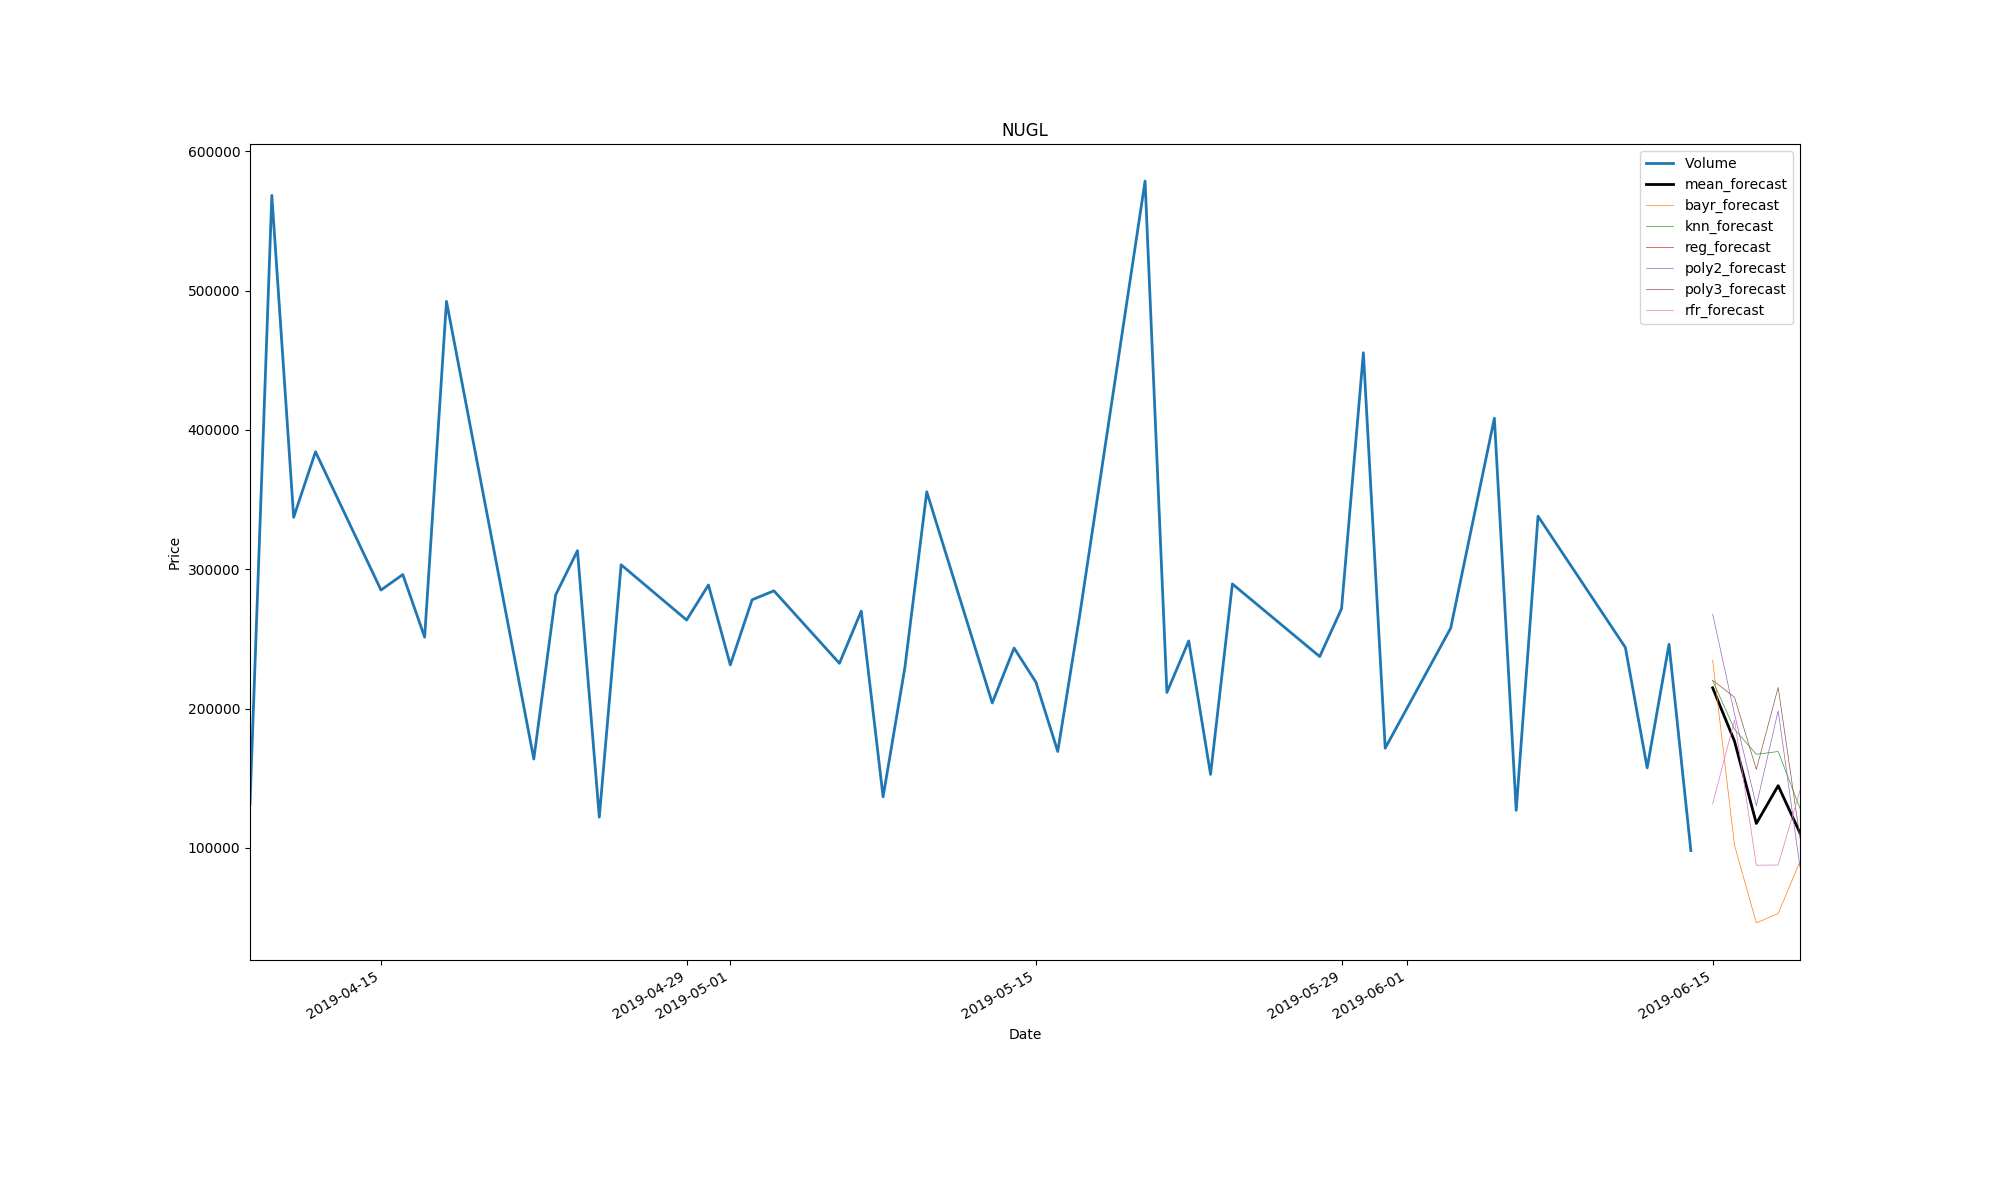 NUGL
600000
500000
400000
300000
200000
100000
Price
Volume
mean_forecast
bayr_forecast
knn_forecast
reg_forecast
poly2_forecast
poly3_forecast
rfr_forecast
2019-04-15
2019-04-29
2019-05-01
2019-05-15
2019-05-29
2019-06-01
2019-06-15
Date